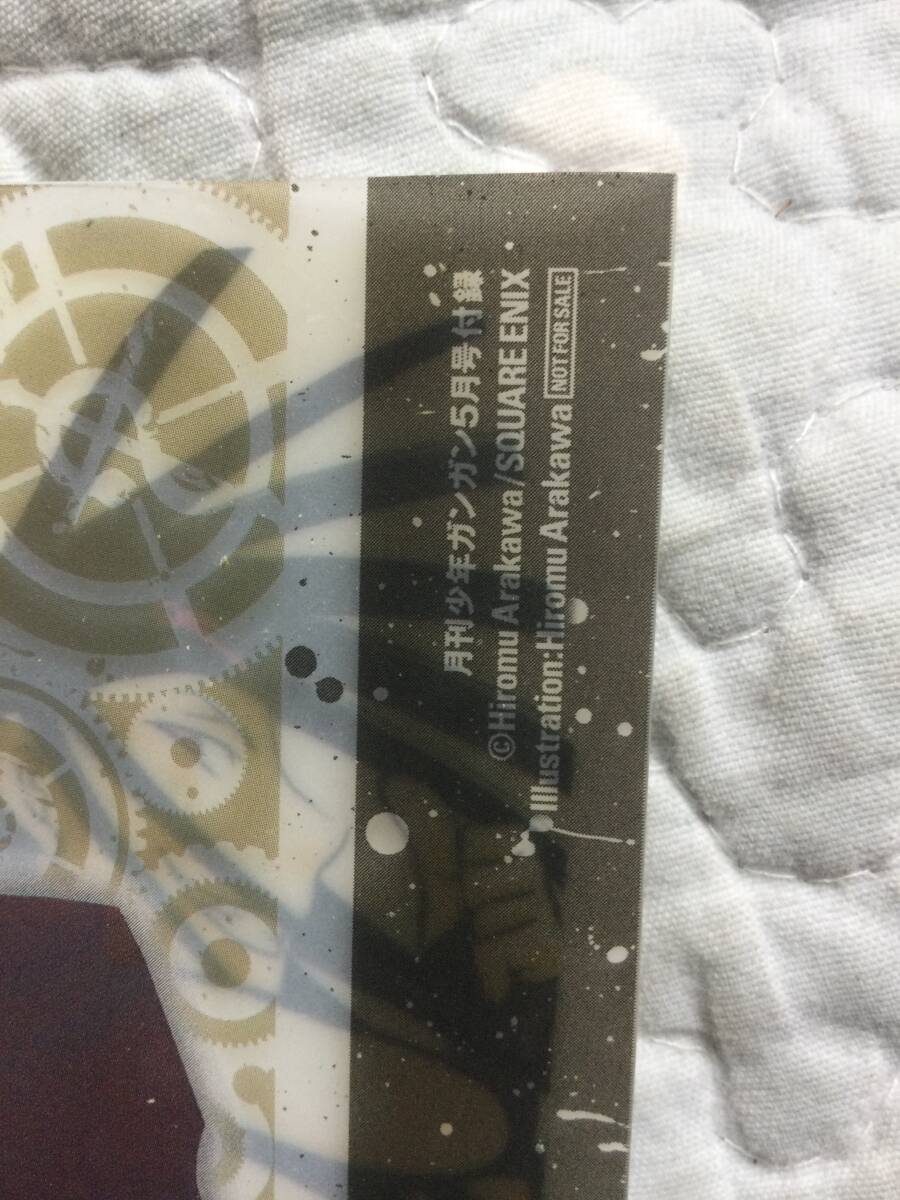 月刊少年ガンガン5月号付録
©Hiromu Arakawa/SQUARE ENIX
Illustration:Hiromu Arakawa NOT FOR SALE